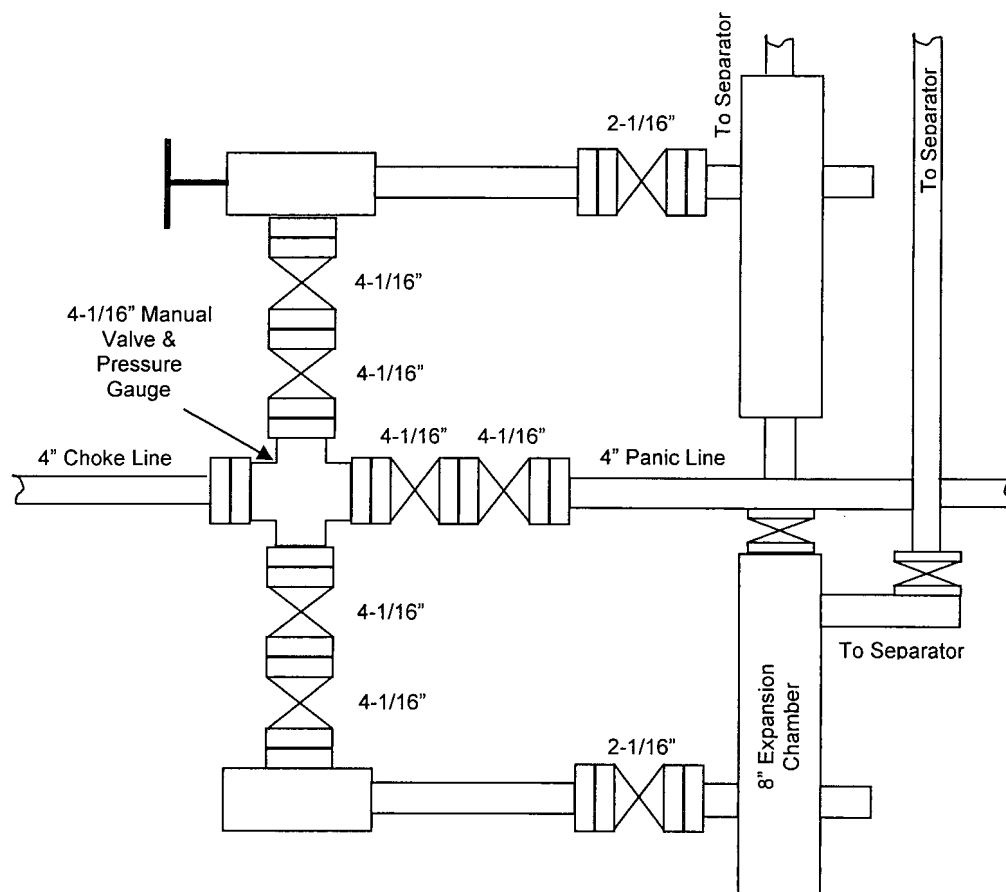 To Separator
To Separator
2-1/16"
4-1/16"
4-1/16" Manual
Valve &
Pressure
Gauge
4-1/16"
4" Choke Line
4-1/16"
4-1/16"
4" Panic Line
4-1/16"
To Separator
4-1/16"
2-1/16"
8" Expansion
Chamber